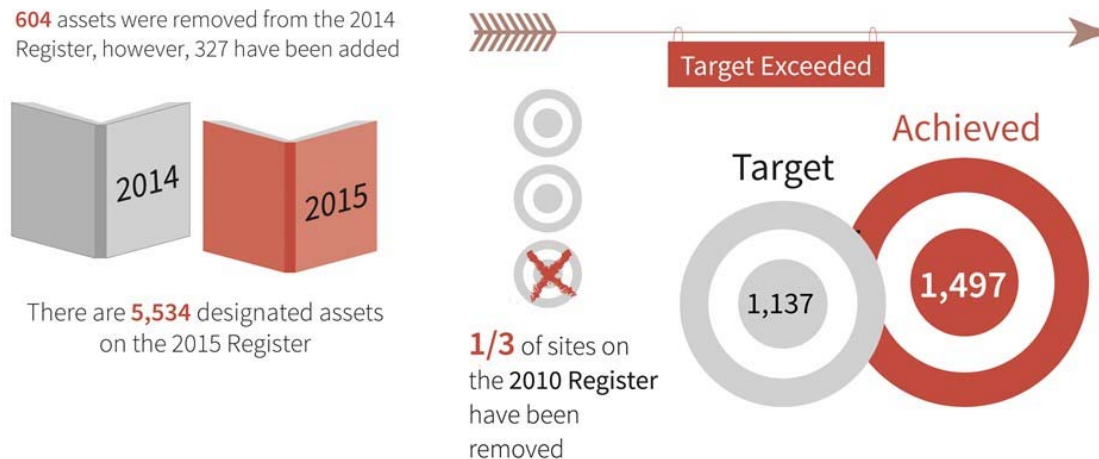 604 assets were removed from the 2014
Register, however, 327 have been added
2014
2015
There are 5,534 designated assets
on the 2015 Register
Target Exceeded
1/3 of sites on
the 2010 Register
have been
removed
Target
1,137
Achieved
1,497